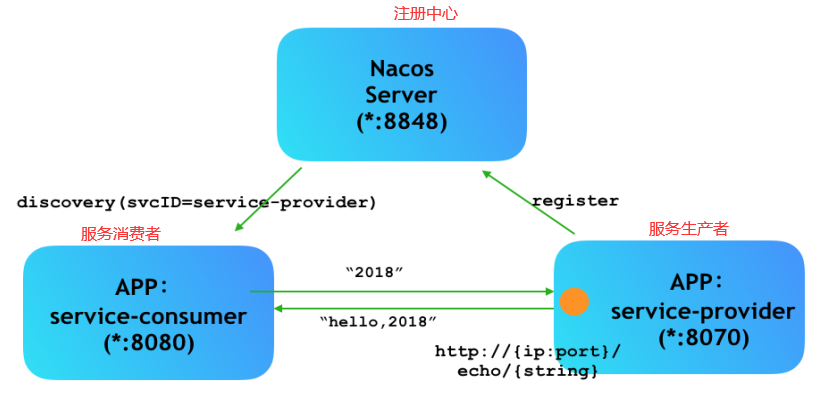 注册中心
Nacos
Server
(*:8848)
discovery(svcID=service-provider)
register
服务消费者
服务生产者
APP:
service-consumer
(*:8080)
“2018”
“hello,2018”
APP:
service-provider
(*:8070)
http://{ip:port}/
echo/{string}